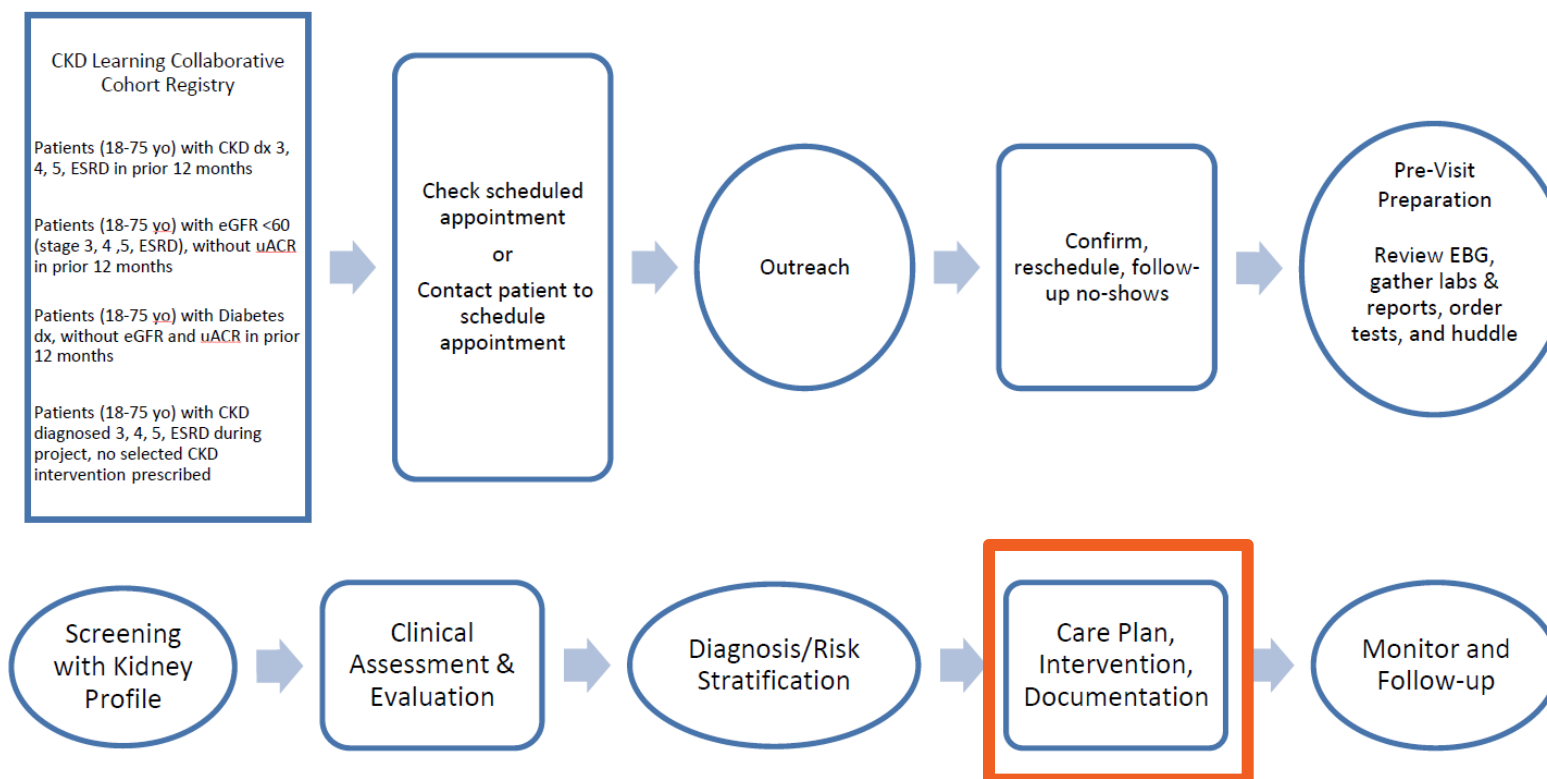 CKD Learning Collaborative
Cohort Registry
Patients (18-75 yo) with CKD dx 3,
4, 5, ESRD in prior 12 months
Patients (18-75 yo) with eGFR <60
(stage 3, 4 ,5, ESRD), without uACR
in prior 12 months
Patients (18-75 yo) with Diabetes
dx, without eGFR and uACR in prior
12 months
Patients (18-75 yo) with CKD
diagnosed 3, 4, 5, ESRD during
project, no selected CKD
intervention prescribed
Check scheduled
appointment
or
Contact patient to
schedule
appointment
Outreach
Confirm,
reschedule, follow-
up no-shows
Pre-Visit
Preparation
Review EBG,
gather labs &
reports, order
tests, and huddle
Screening
with Kidney
Profile
Clinical
Assessment &
Evaluation
Diagnosis/Risk
Stratification
Care Plan,
Intervention,
Documentation
Monitor and
Follow-up